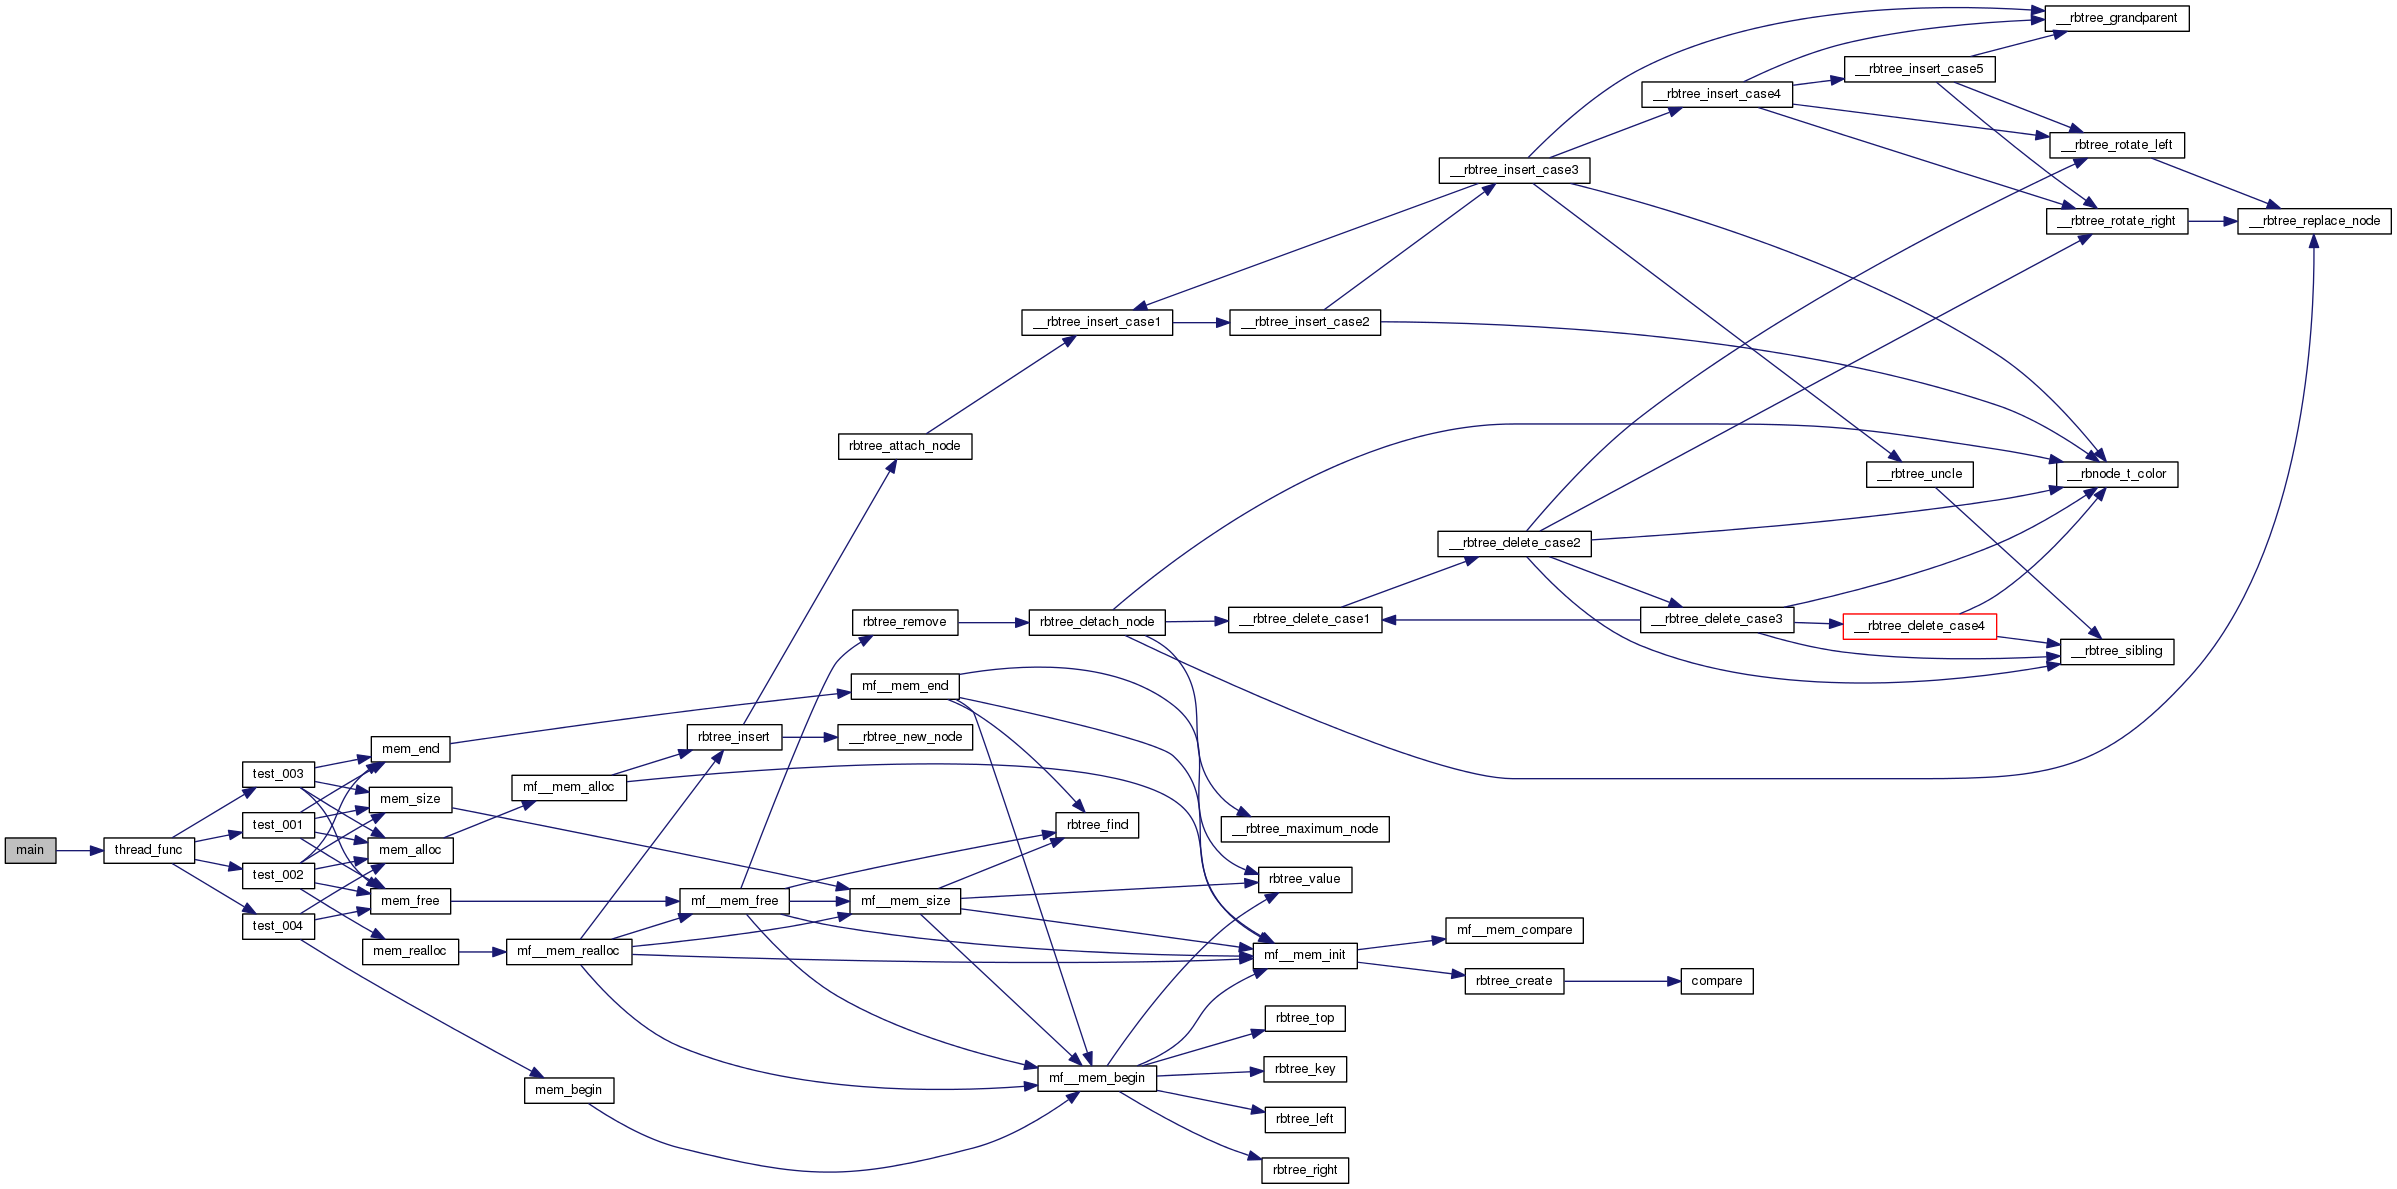 main
thread_func
test_003
test_001
test_002
test_004
mem_end
mem_size
mem_alloc
mem_free
mem_realloc
mem_begin
mf__mem_alloc
mf__mem_realloc
rbtree_insert
mf__mem_free
rbtree_attach_node
rbtree_remove
mf__mem_end
__rbtree_new_node
mf__mem_size
__rbtree_insert_case1
rbtree_detach_node
rbtree_find
mf__mem_begin
__rbtree_insert_case2
__rbtree_delete_case1
__rbtree_maximum_node
rbtree_value
mf__mem_init
rbtree_top
rbtree_key
rbtree_left
rbtree_right
__rbtree_insert_case3
__rbtree_delete_case2
mf__mem_compare
rbtree_create
__rbtree_insert_case4
__rbtree_delete_case3
compare
__rbtree_insert_case5
__rbtree_uncle
__rbtree_delete_case4
__rbtree_grandparent
__rbtree_rotate_left
__rbtree_rotate_right
__rbnode_t_color
__rbtree_sibling
__rbtree_replace_node